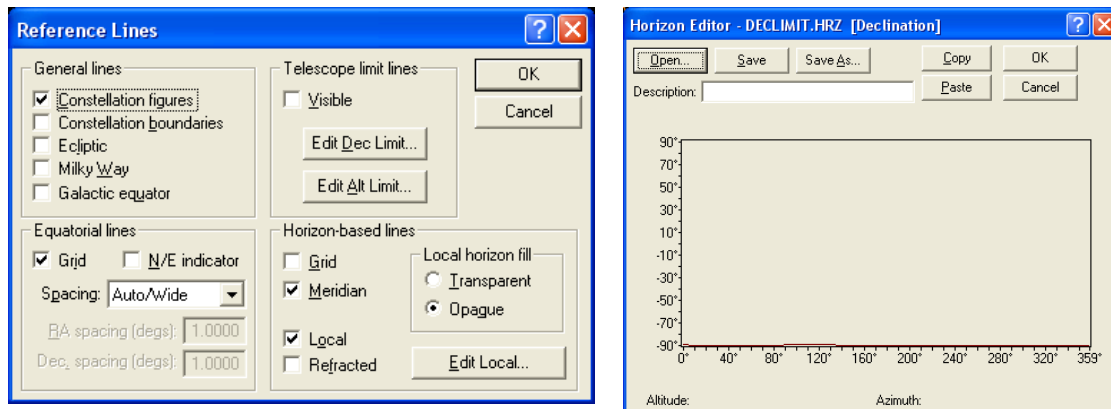 Reference Lines
General lines
Constellation figures
Constellation boundaries
Ecliptic
Milky Way
Galactic equator
Telescope limit lines
Visible
Edit Dec Limit...
Edit Alt Limit...
OK
Cancel
Equatorial lines
Grid N/E indicator
Spacing: Auto/Wide
RA spacing (degs): 1.0000
Dec. spacing (degs): 1.0000
Horizon-based lines
Grid
Meridian
Local
Refracted
Local horizon fill
Transparent
Opaque
Edit Local...
Horizon Editor - DECLIMIT.HRZ [Declination]
Open... Save Save As... Copy OK
Description: Paste Cancel
90°
70°
50°
30°
10°
-10°
-30°
-50°
-70°
-90°
0° 40° 80° 120° 160° 200° 240° 280° 320° 359°
Altitude: Azimuth: